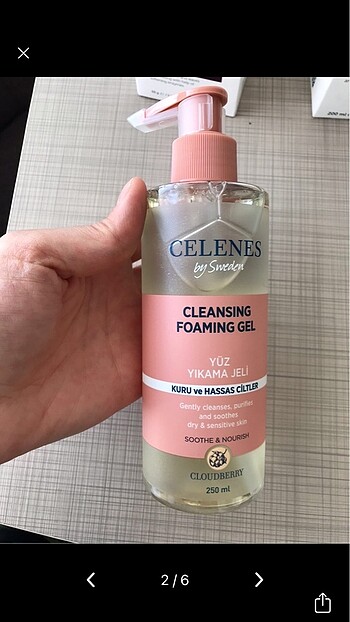 CELENES
by Sweden
CLEANSING
FOAMING GEL
YÜZ
YIKAMA JELİ
KURU ve HASSAS CİLTLER
Gently cleanses, purifies
and soothes
dry & sensitive skin
SOOTHE & NOURISH
CLOUDBERRY
250 ml
2 / 6